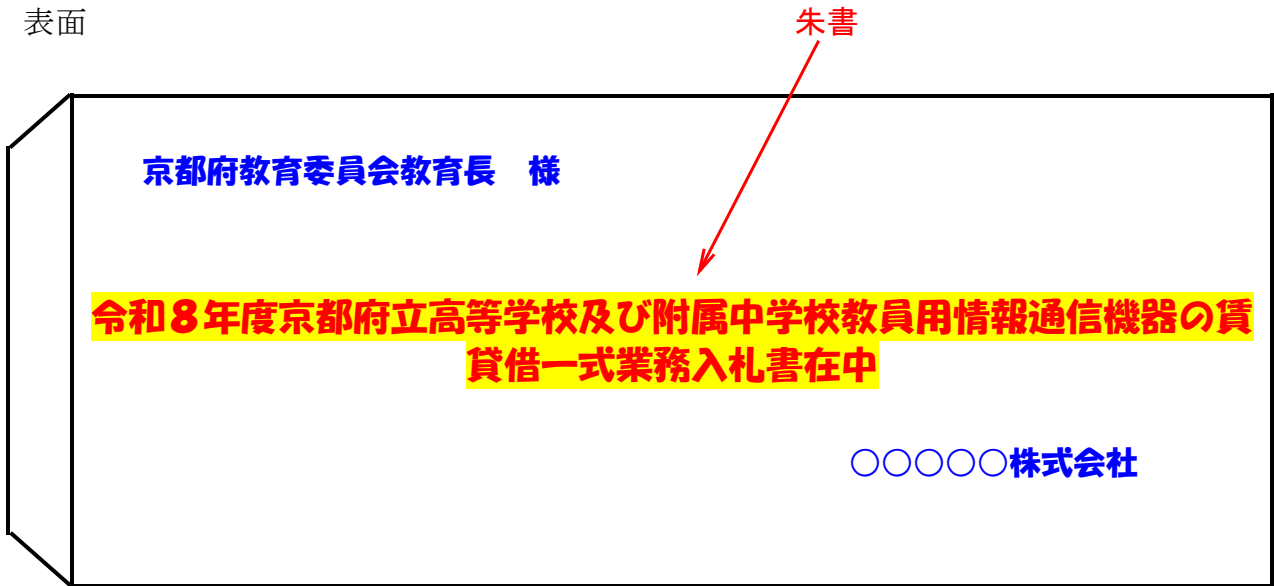 表面
朱書
京都府教育委員会教育長　様
令和８年度京都府立高等学校及び附属中学校教員用情報通信機器の賃
貸借一式業務入札書在中
○○○○○株式会社